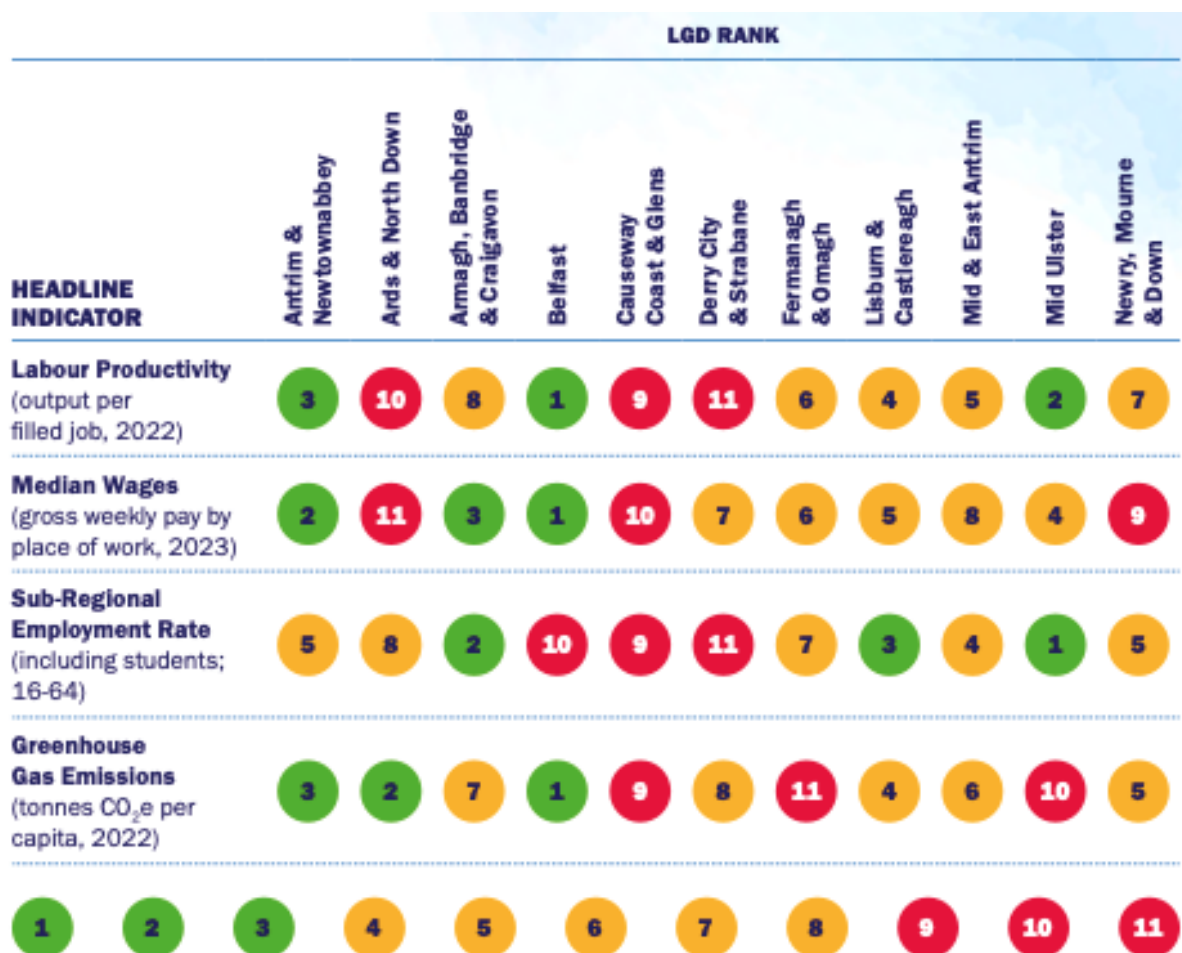 LGD RANK
HEADLINE
INDICATOR
Antrim &
Newtownabbey
Ards & North Down
Armagh, Banbridge
& Craigavon
Belfast
Causeway
Coast & Glens
Derry City
& Strabane
Fermanagh
& Omagh
Lisburn &
Castlereagh
Mid & East Antrim
Mid Ulster
Newry, Mourne
& Down
Labour Productivity
(output per
filled job, 2022)
3 10 8 1 9 11 6 4 5 2 7
Median Wages
(gross weekly pay by
place of work, 2023)
2 11 3 1 10 7 6 5 8 4 9
Sub-Regional
Employment Rate
(including students;
16-64)
5 8 2 10 9 11 7 3 4 1 5
Greenhouse
Gas Emissions
(tonnes CO₂e per
capita, 2022)
3 2 7 1 9 8 11 4 6 10 5
1 2 3 4 5 6 7 8 9 10 11